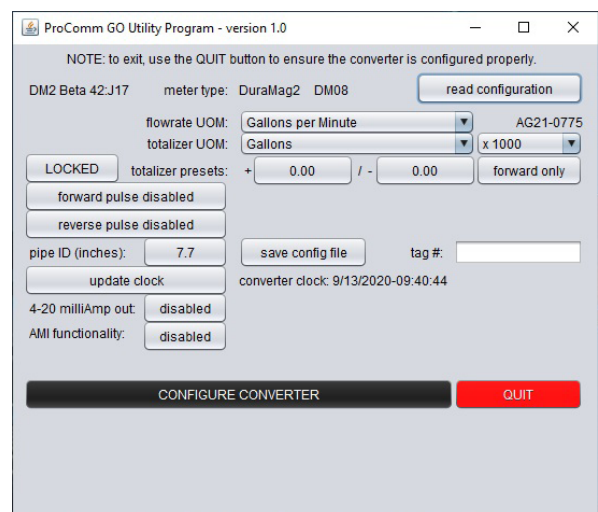 ProComm GO Utility Program - version 1.0
NOTE: to exit, use the QUIT button to ensure the converter is configured properly.
DM2 Beta 42:J17 meter type: DuraMag2 DM08 read configuration
flowrate UOM: Gallons per Minute AG21-0775
totalizer UOM: Gallons x 1000
LOCKED totalizer presets: + 0.00 / - 0.00 forward only
forward pulse disabled
reverse pulse disabled
pipe ID (inches): 7.7 save config file tag #:
update clock converter clock: 9/13/2020-09:40:44
4-20 milliAmp out: disabled
AMI functionality: disabled
CONFIGURE CONVERTER QUIT